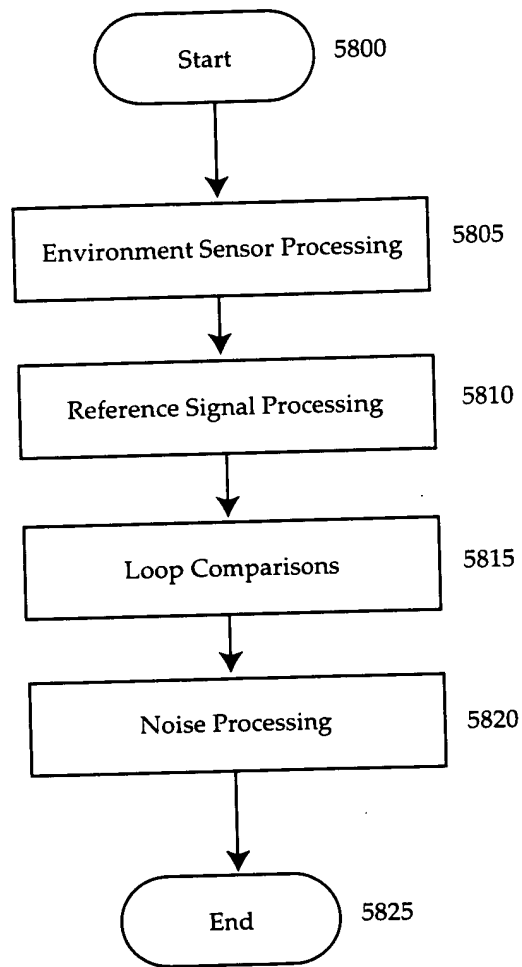 Start 5800
Environment Sensor Processing 5805
Reference Signal Processing 5810
Loop Comparisons 5815
Noise Processing 5820
End 5825